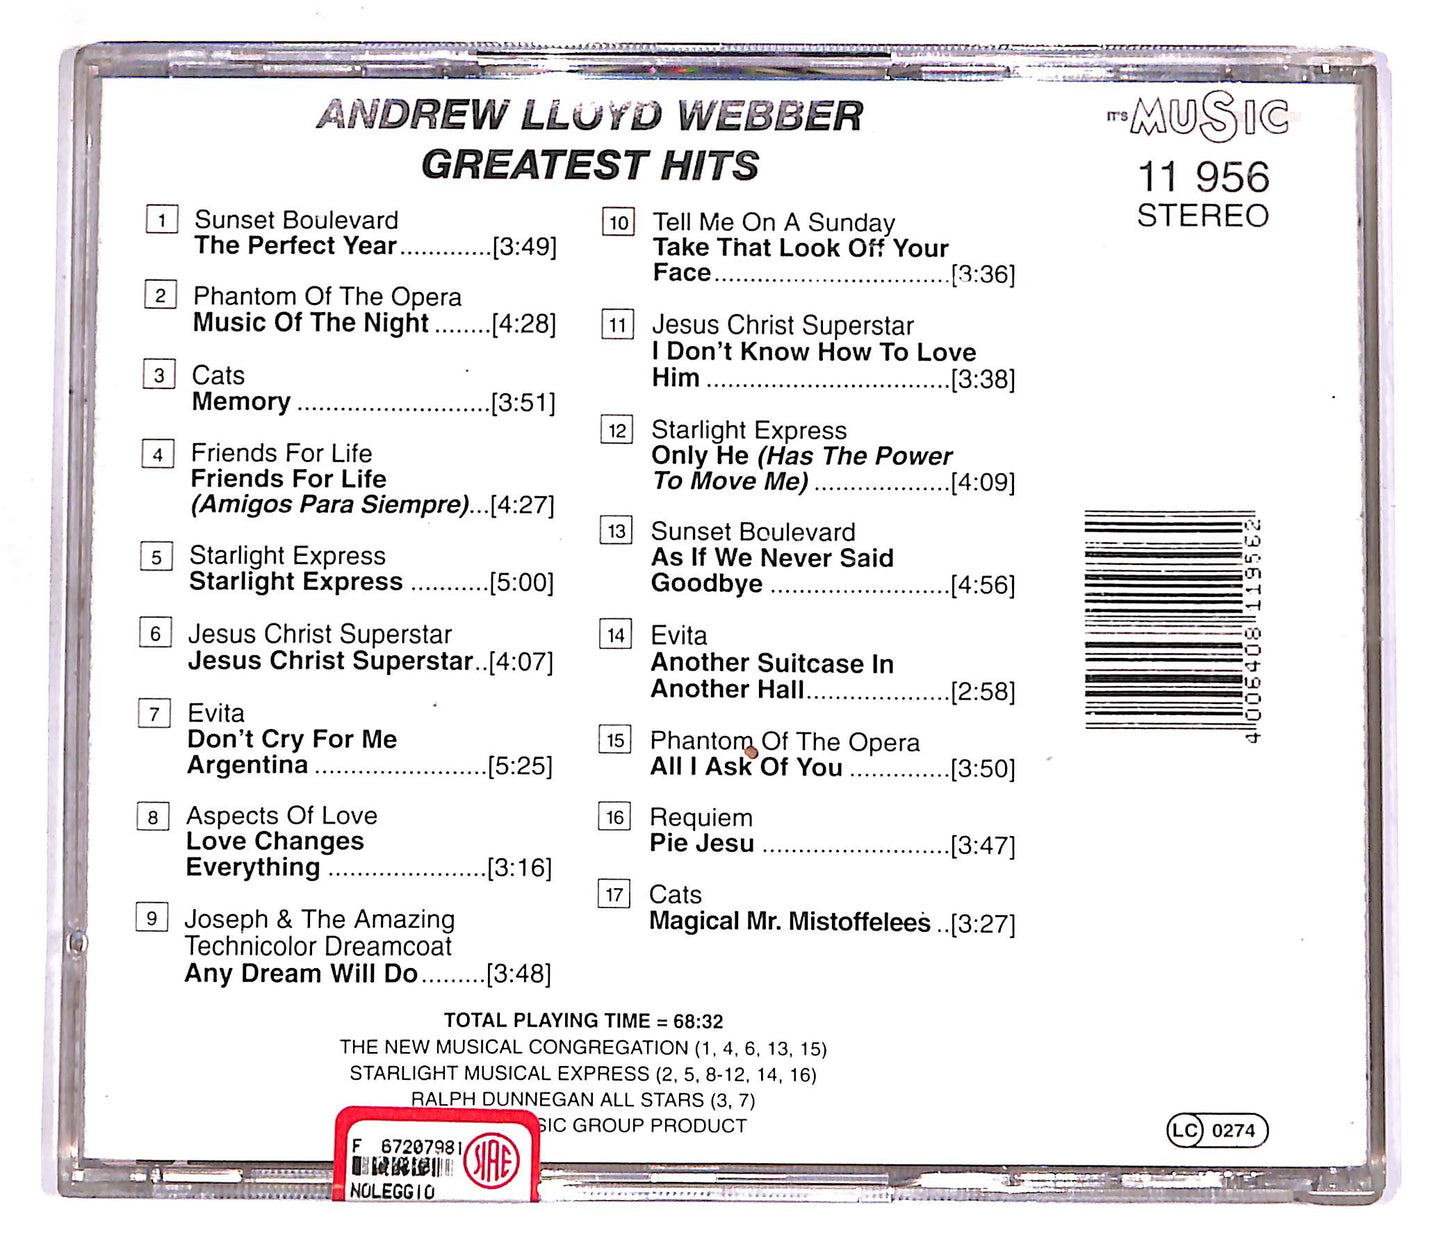 ANDREW LLOYD WEBBER
GREATEST HITS
IT'S MUSIC
11 956
STEREO
1 Sunset Boulevard
The Perfect Year.............[3:49]
2 Phantom Of The Opera
Music Of The Night ........[4:28]
3 Cats
Memory ...........................[3:51]
4 Friends For Life
Friends For Life
(Amigos Para Siempre)...[4:27]
5 Starlight Express
Starlight Express ...........[5:00]
6 Jesus Christ Superstar
Jesus Christ Superstar..[4:07]
7 Evita
Don't Cry For Me
Argentina ........................[5:25]
8 Aspects Of Love
Love Changes
Everything ......................[3:16]
9 Joseph & The Amazing
Technicolor Dreamcoat
Any Dream Will Do.........[3:48]
10 Tell Me On A Sunday
Take That Look Off Your
Face.................................[3:36]
11 Jesus Christ Superstar
I Don't Know How To Love
Him ..................................[3:38]
12 Starlight Express
Only He (Has The Power
To Move Me) ...................[4:09]
13 Sunset Boulevard
As If We Never Said
Goodbye .........................[4:56]
14 Evita
Another Suitcase In
Another Hall....................[2:58]
15 Phantom Of The Opera
All I Ask Of You ..............[3:50]
16 Requiem
Pie Jesu ..........................[3:47]
17 Cats
Magical Mr. Mistoffelees ..[3:27]
4 006408 119562
TOTAL PLAYING TIME = 68:32
THE NEW MUSICAL CONGREGATION (1, 4, 6, 13, 15)
STARLIGHT MUSICAL EXPRESS (2, 5, 8-12, 14, 16)
RALPH DUNNEGAN ALL STARS (3, 7)
GROUP PRODUCT
LC 0274
F 67207981
SIAE
NOLEGGIO